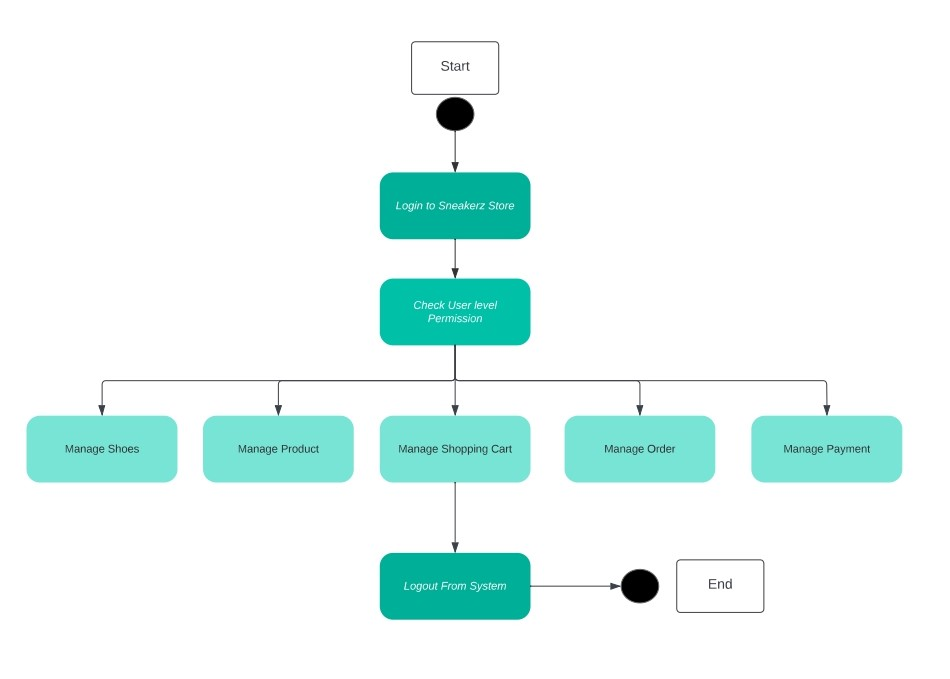 Start
Login to Sneakerz Store
Check User level
Permission
Manage Shoes
Manage Product
Manage Shopping Cart
Manage Order
Manage Payment
Logout From System
End